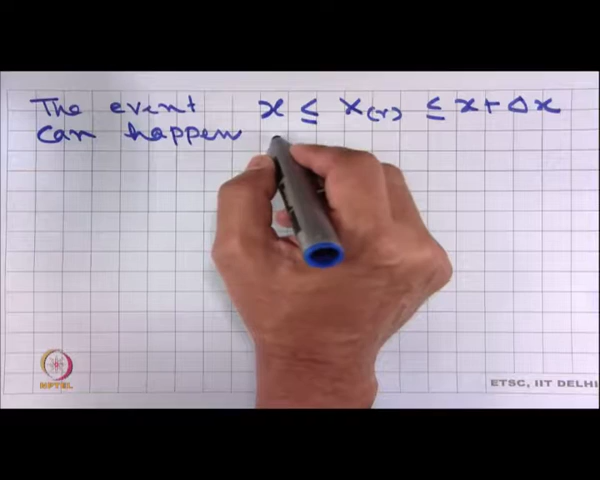 The event x ≤ X(r) ≤ x + Δx
can happen
NPTEL
ETSC, IIT DELHI